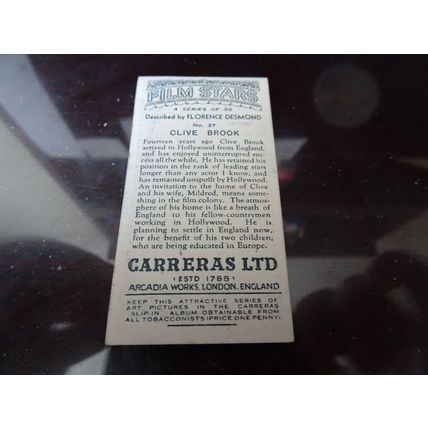 FILM STARS
A SERIES OF 50
Described by FLORENCE DESMOND
No. 37
CLIVE BROOK
Fourteen years ago Clive Brook
arrived in Hollywood from England,
and has enjoyed uninterrupted suc-
cess all the while. He has retained his
position in the rank of leading stars
longer than any actor I know, and
has remained unspoilt by Hollywood.
An invitation to the home of Clive
and his wife, Mildred, means some-
thing in the film colony. The atmos-
phere of his home is like a breath of
England to his fellow-countrymen
working in Hollywood. He is
planning to settle in England now,
for the benefit of his two children,
who are being educated in Europe.
CARRERAS LTD
(ESTD 1788)
ARCADIA WORKS, LONDON, ENGLAND
KEEP THIS ATTRACTIVE SERIES OF
ART PICTURES IN THE CARRERAS
SLIP-IN ALBUM OBTAINABLE FROM
ALL TOBACCONISTS (PRICE ONE PENNY)